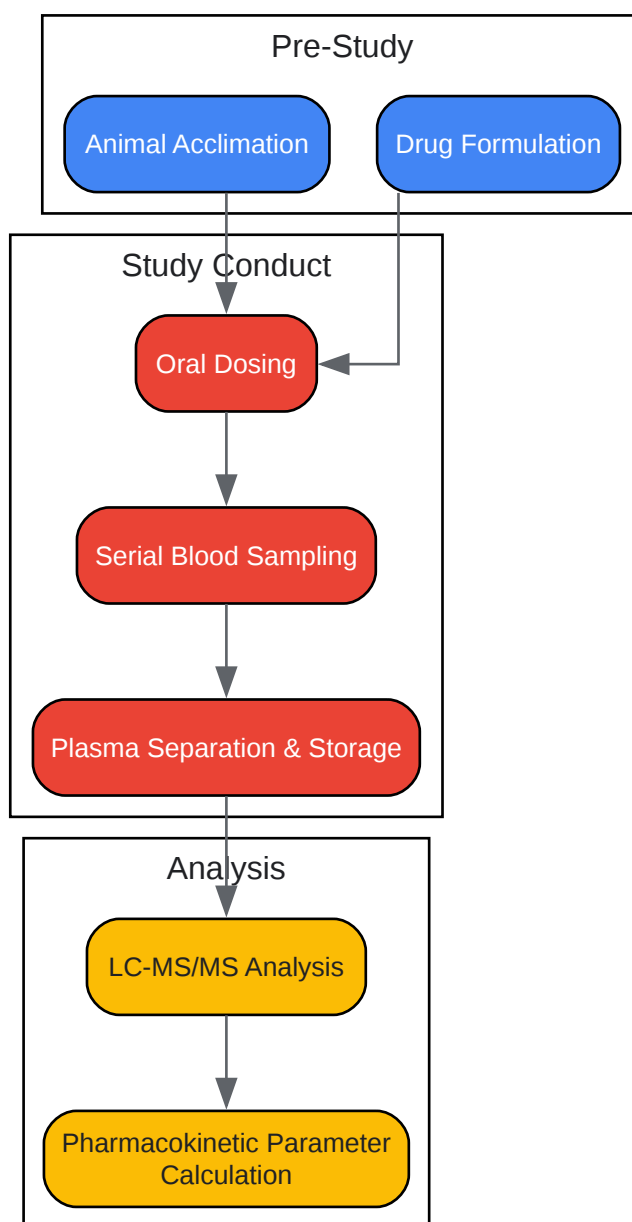 Pre-Study
Animal Acclimation
Drug Formulation
Study Conduct
Oral Dosing
Serial Blood Sampling
Plasma Separation & Storage
Analysis
LC-MS/MS Analysis
Pharmacokinetic Parameter
Calculation